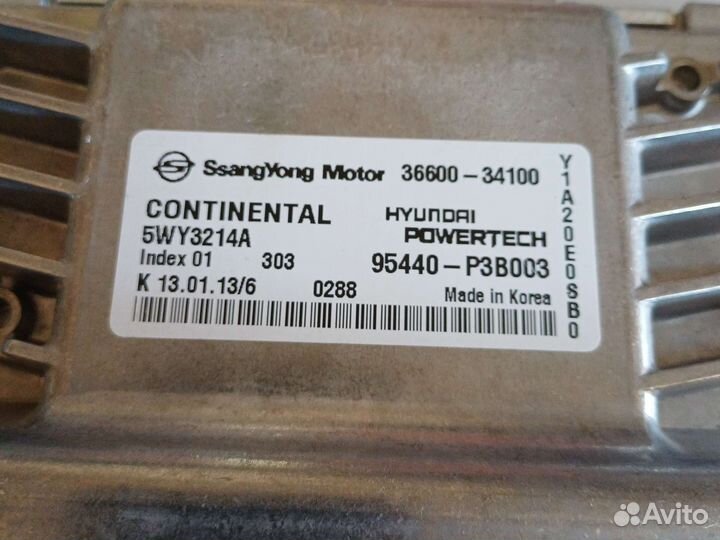 SsangYong Motor 36600-34100
CONTINENTAL HYUNDAI
5WY3214A POWERTECH
Index 01 303 95440-P3B003
K 13.01.13/6 0288 Made in Korea
Y1A20E0SB0
Avito